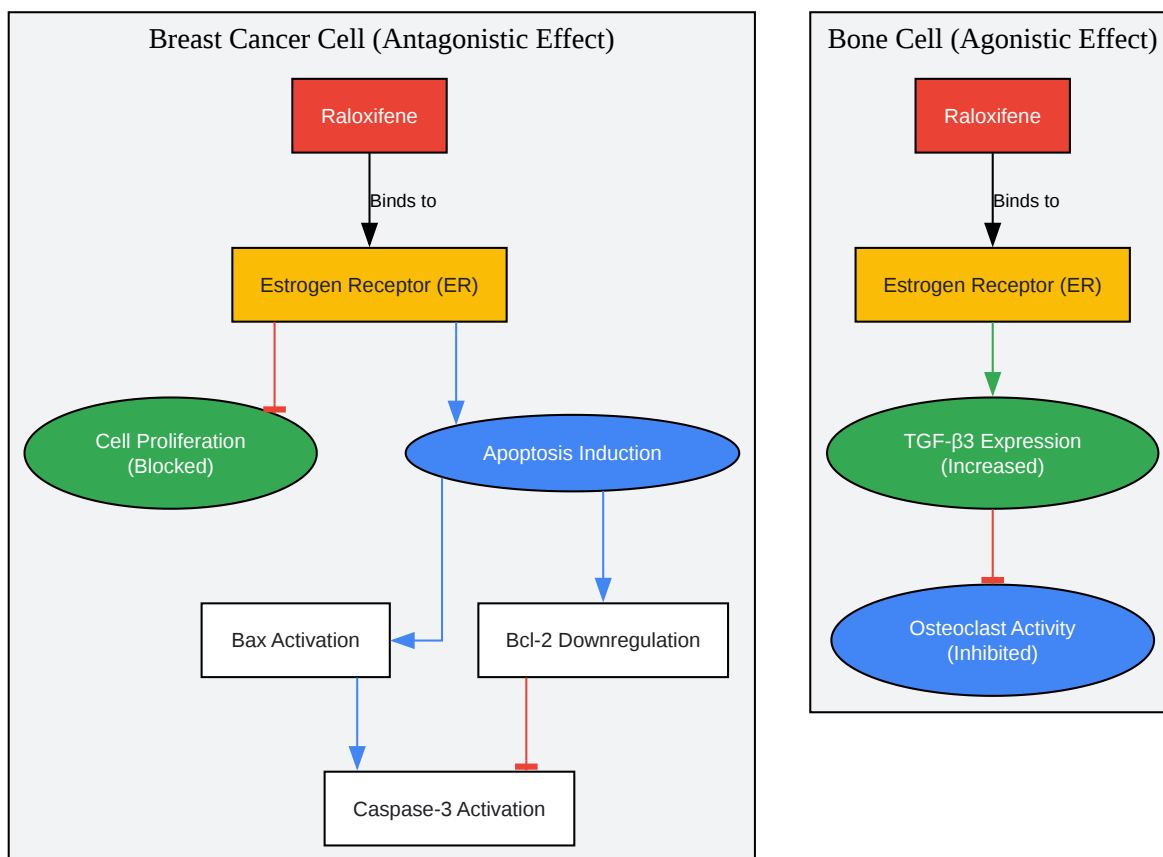 Breast Cancer Cell (Antagonistic Effect)
Raloxifene
Binds to
Estrogen Receptor (ER)
Cell Proliferation
(Blocked)
Apoptosis Induction
Bax Activation
Bcl-2 Downregulation
Caspase-3 Activation
Bone Cell (Agonistic Effect)
Raloxifene
Binds to
Estrogen Receptor (ER)
TGF-β3 Expression
(Increased)
Osteoclast Activity
(Inhibited)